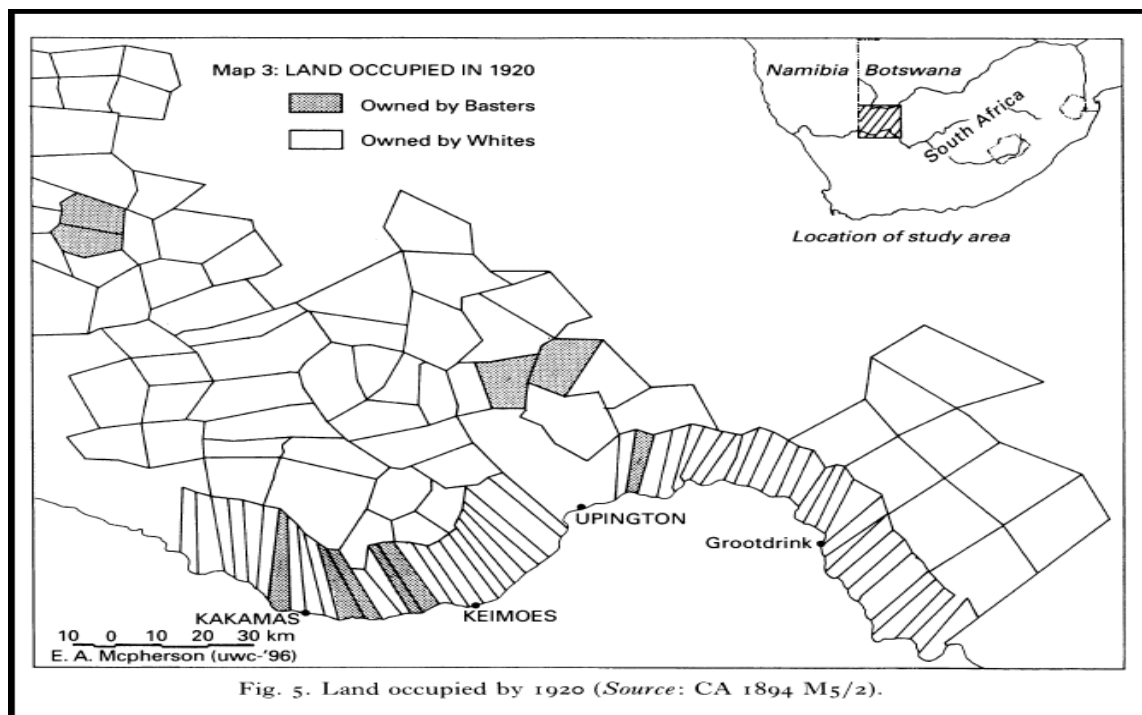 Map 3: LAND OCCUPIED IN 1920
Owned by Basters
Owned by Whites
Namibia
Botswana
South Africa
Location of study area
UPINGTON
Grootdrink
KAKAMAS
KEIMOES
10 0 10 20 30 km
E. A. Mcpherson (uwc-'96)
Fig. 5. Land occupied by 1920 (Source: CA 1894 M5/2).